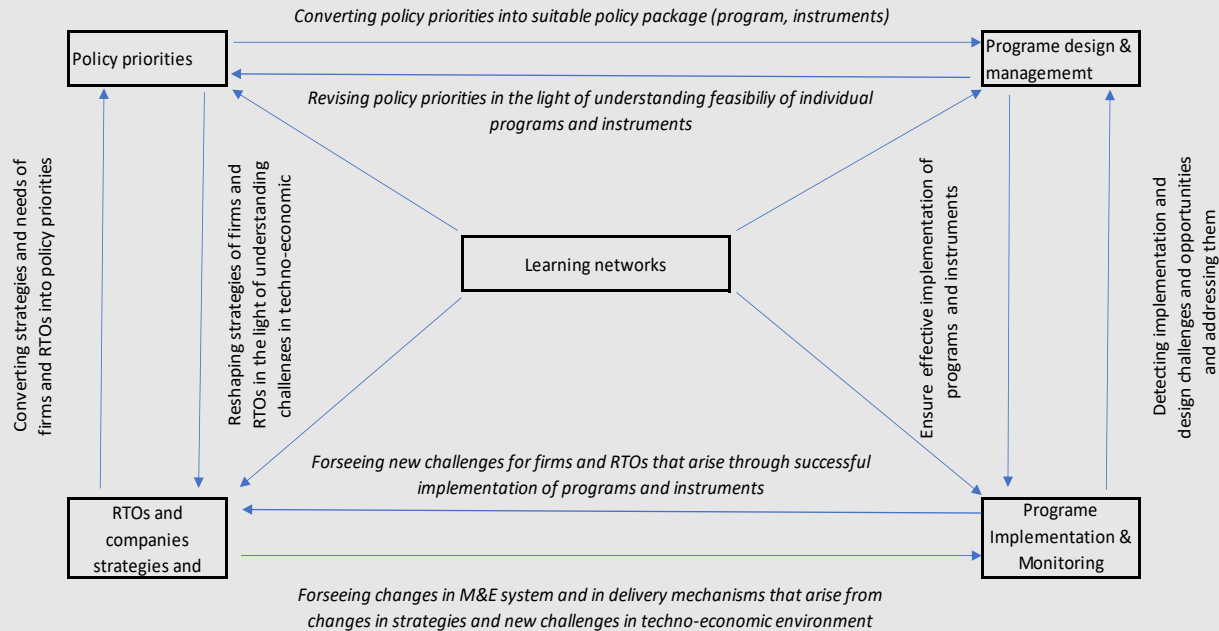 Converting policy priorities into suitable policy package (program, instruments)
Policy priorities
Programe design &
managememt
Revising policy priorities in the light of understanding feasibiliy of individual
programs and instruments
Converting strategies and needs of
firms and RTOs into policy priorities
Reshaping strategies of firms and
RTOs in the light of understanding
challenges in techno-economic
Learning networks
Ensure effective implementation of
programs and instruments
Detecting implementation and
design challenges and opportunities
and addressing them
Forseeing new challenges for firms and RTOs that arise through successful
implementation of programs and instruments
RTOs and
companies
strategies and
Programe
Implementation &
Monitoring
Forseeing changes in M&E system and in delivery mechanisms that arise from
changes in strategies and new challenges in techno-economic environment